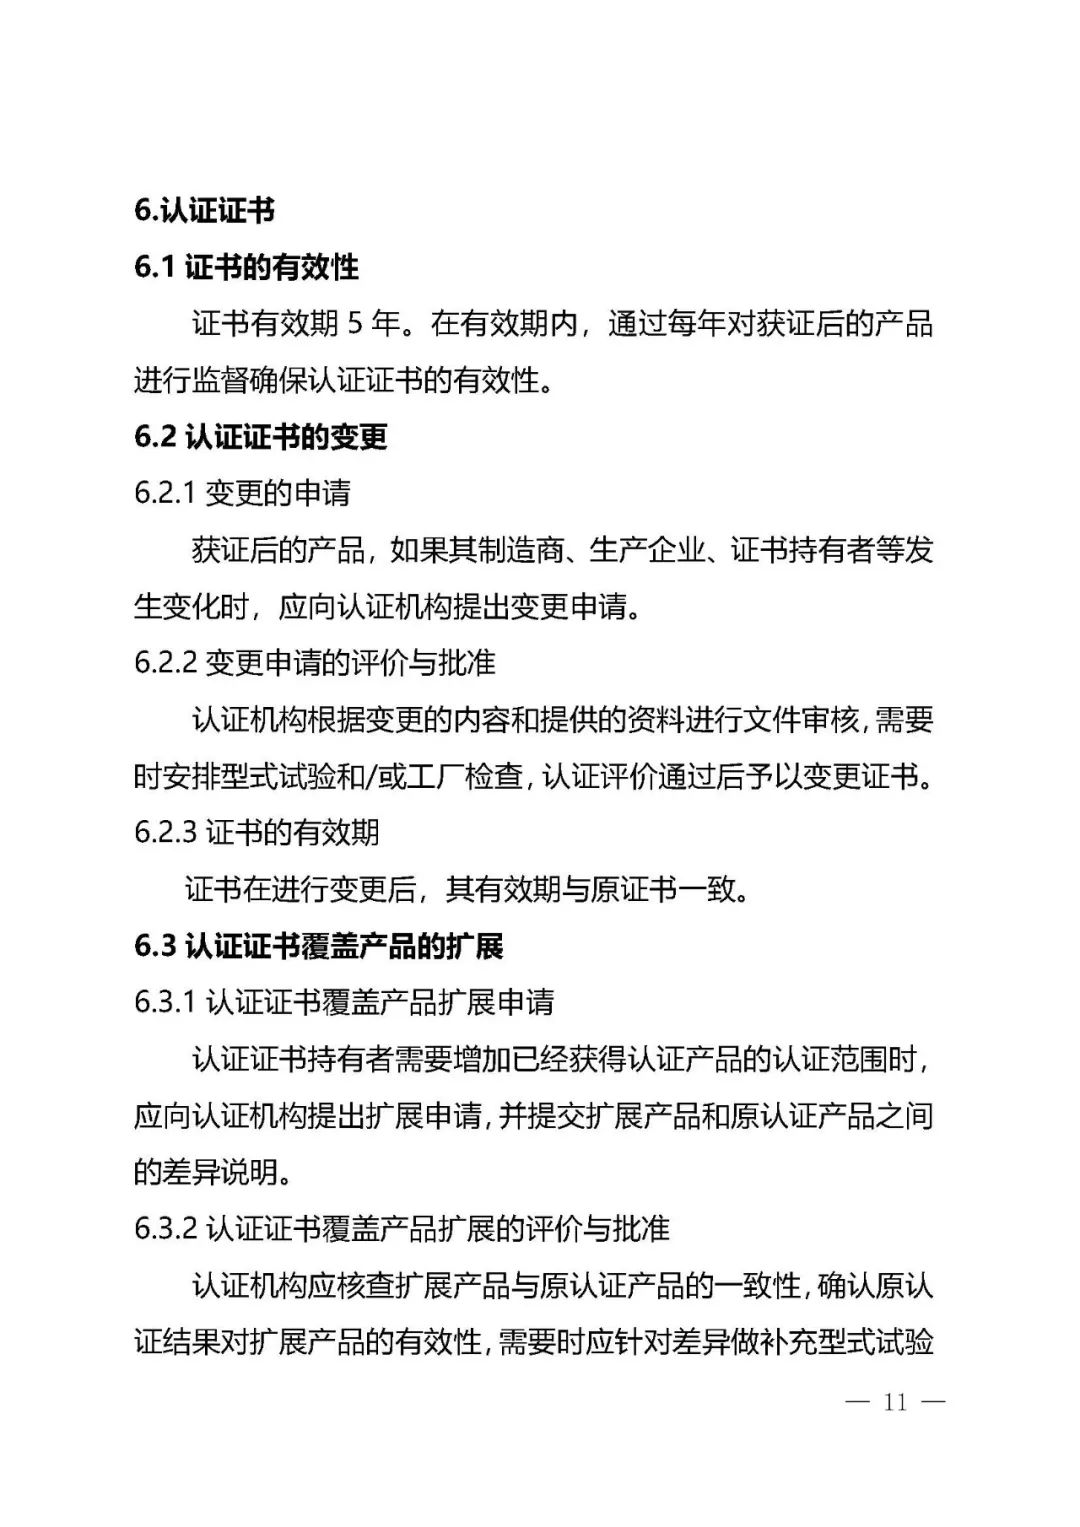 6.认证证书
6.1 证书的有效性
证书有效期 5 年。在有效期内，通过每年对获证后的产品
进行监督确保认证证书的有效性。
6.2 认证证书的变更
6.2.1 变更的申请
获证后的产品，如果其制造商、生产企业、证书持有者等发
生变化时，应向认证机构提出变更申请。
6.2.2 变更申请的评价与批准
认证机构根据变更的内容和提供的资料进行文件审核，需要
时安排型式试验和/或工厂检查，认证评价通过后予以变更证书。
6.2.3 证书的有效期
证书在进行变更后，其有效期与原证书一致。
6.3 认证证书覆盖产品的扩展
6.3.1 认证证书覆盖产品扩展申请
认证证书持有者需要增加已经获得认证产品的认证范围时，
应向认证机构提出扩展申请，并提交扩展产品和原认证产品之间
的差异说明。
6.3.2 认证证书覆盖产品扩展的评价与批准
认证机构应核查扩展产品与原认证产品的一致性，确认原认
证结果对扩展产品的有效性，需要时应针对差异做补充型式试验
— 11 —